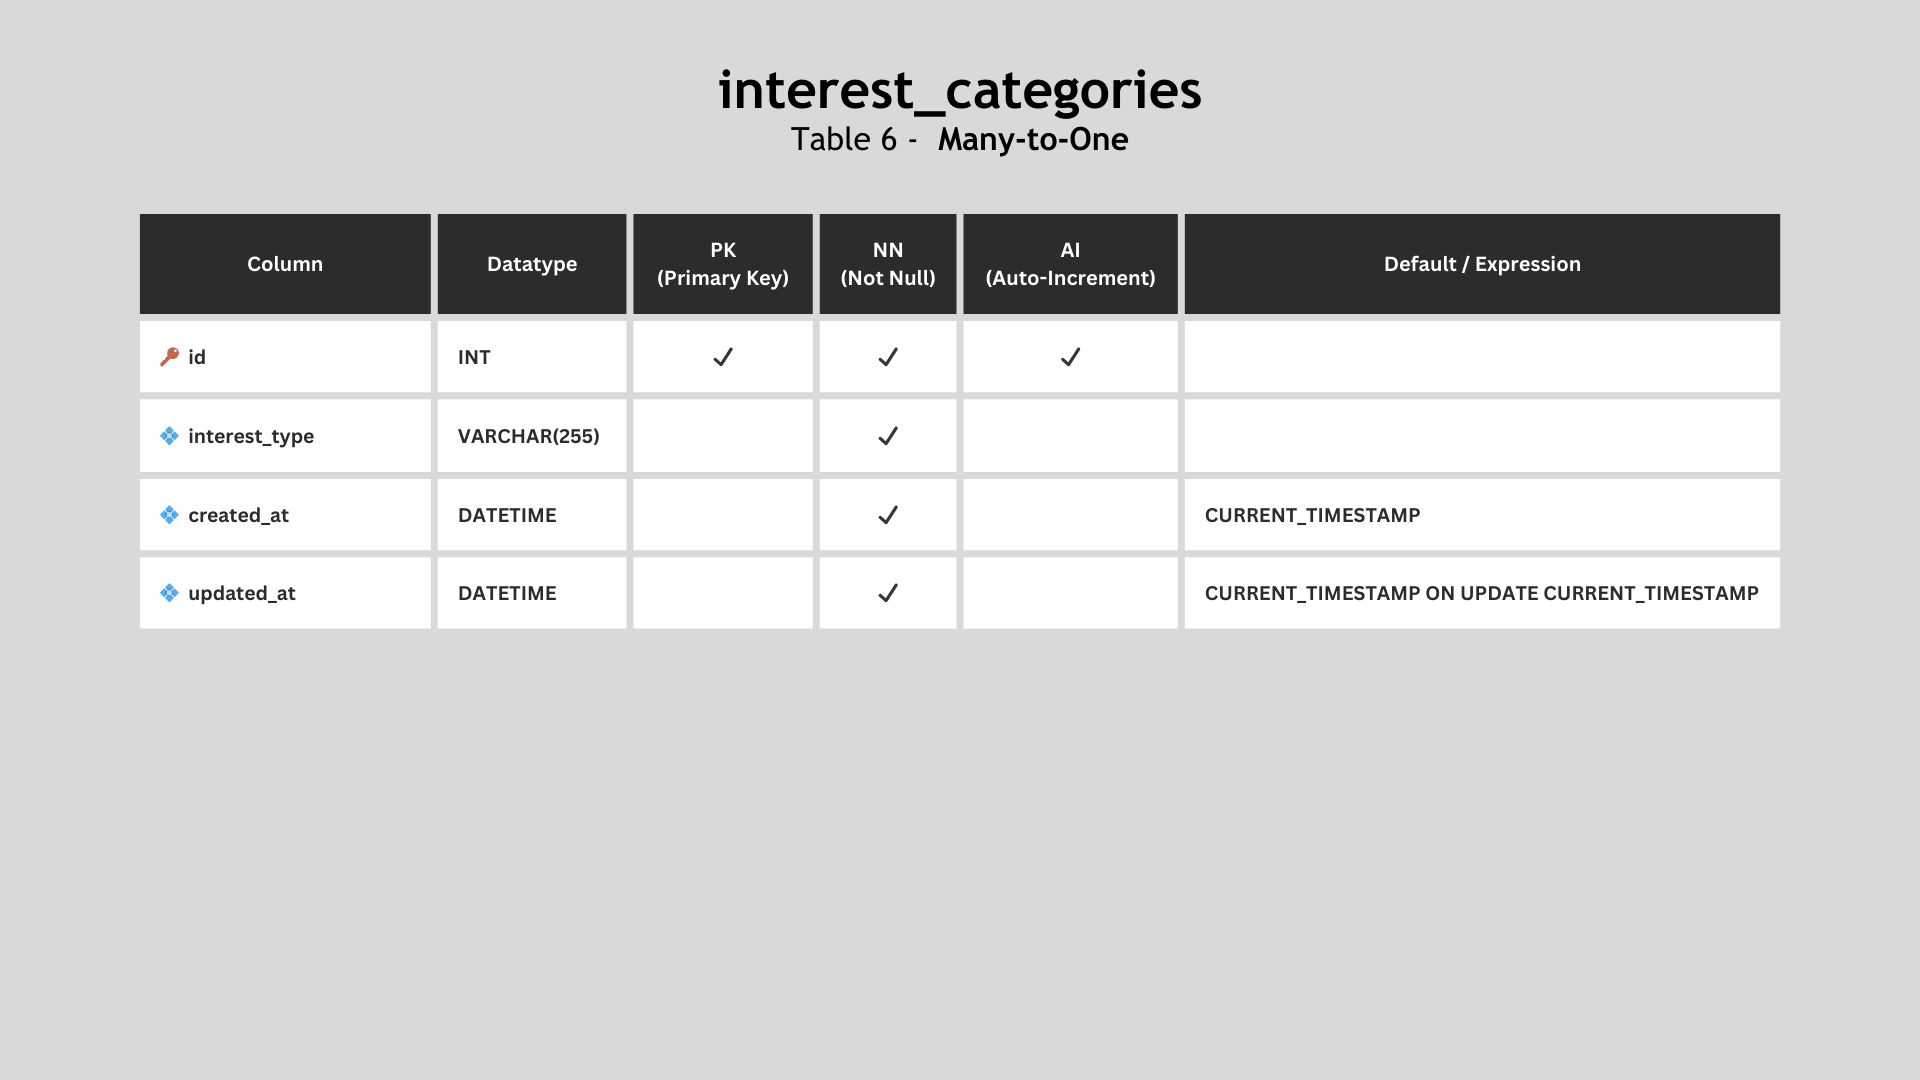 interest_categories
Table 6 - Many-to-One
Column Datatype PK (Primary Key) NN (Not Null) AI (Auto-Increment) Default / Expression
id INT ✓ ✓ ✓
interest_type VARCHAR(255) ✓
created_at DATETIME ✓ CURRENT_TIMESTAMP
updated_at DATETIME ✓ CURRENT_TIMESTAMP ON UPDATE CURRENT_TIMESTAMP